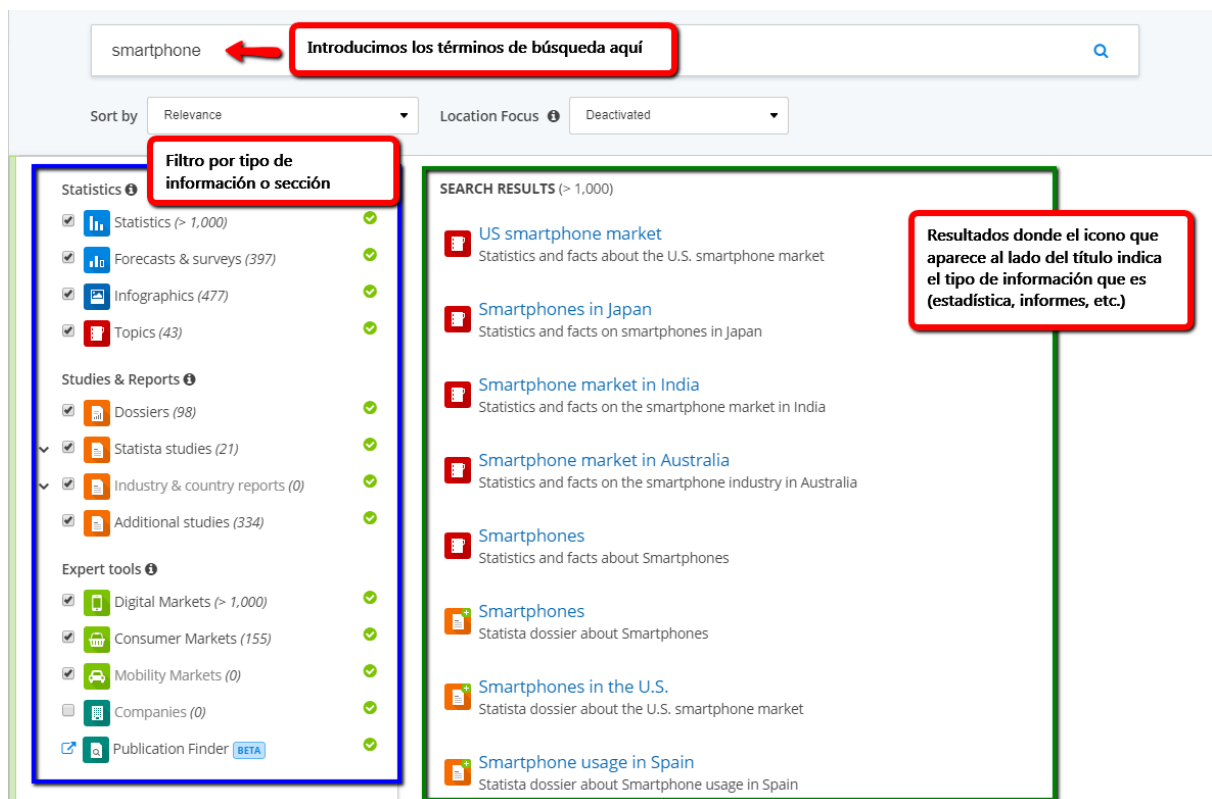 smartphone
Introducimos los términos de búsqueda aquí
Sort by
Relevance
Location Focus
Deactivated
Filtro por tipo de
información o sección
Statistics
Statistics (> 1,000)
Forecasts & surveys (397)
Infographics (477)
Topics (43)
Studies & Reports
Dossiers (98)
Statista studies (21)
Industry & country reports (0)
Additional studies (334)
Expert tools
Digital Markets (> 1,000)
Consumer Markets (155)
Mobility Markets (0)
Companies (0)
Publication Finder BETA
SEARCH RESULTS (> 1,000)
US smartphone market
Statistics and facts about the U.S. smartphone market
Smartphones in Japan
Statistics and facts on smartphones in Japan
Smartphone market in India
Statistics and facts on the smartphone market in India
Smartphone market in Australia
Statistics and facts on the smartphone industry in Australia
Smartphones
Statistics and facts about Smartphones
Smartphones
Statista dossier about Smartphones
Smartphones in the U.S.
Statista dossier about the U.S. smartphone market
Smartphone usage in Spain
Statista dossier about Smartphone usage in Spain
Resultados donde el icono que
aparece al lado del título indica
el tipo de información que es
(estadística, informes, etc.)